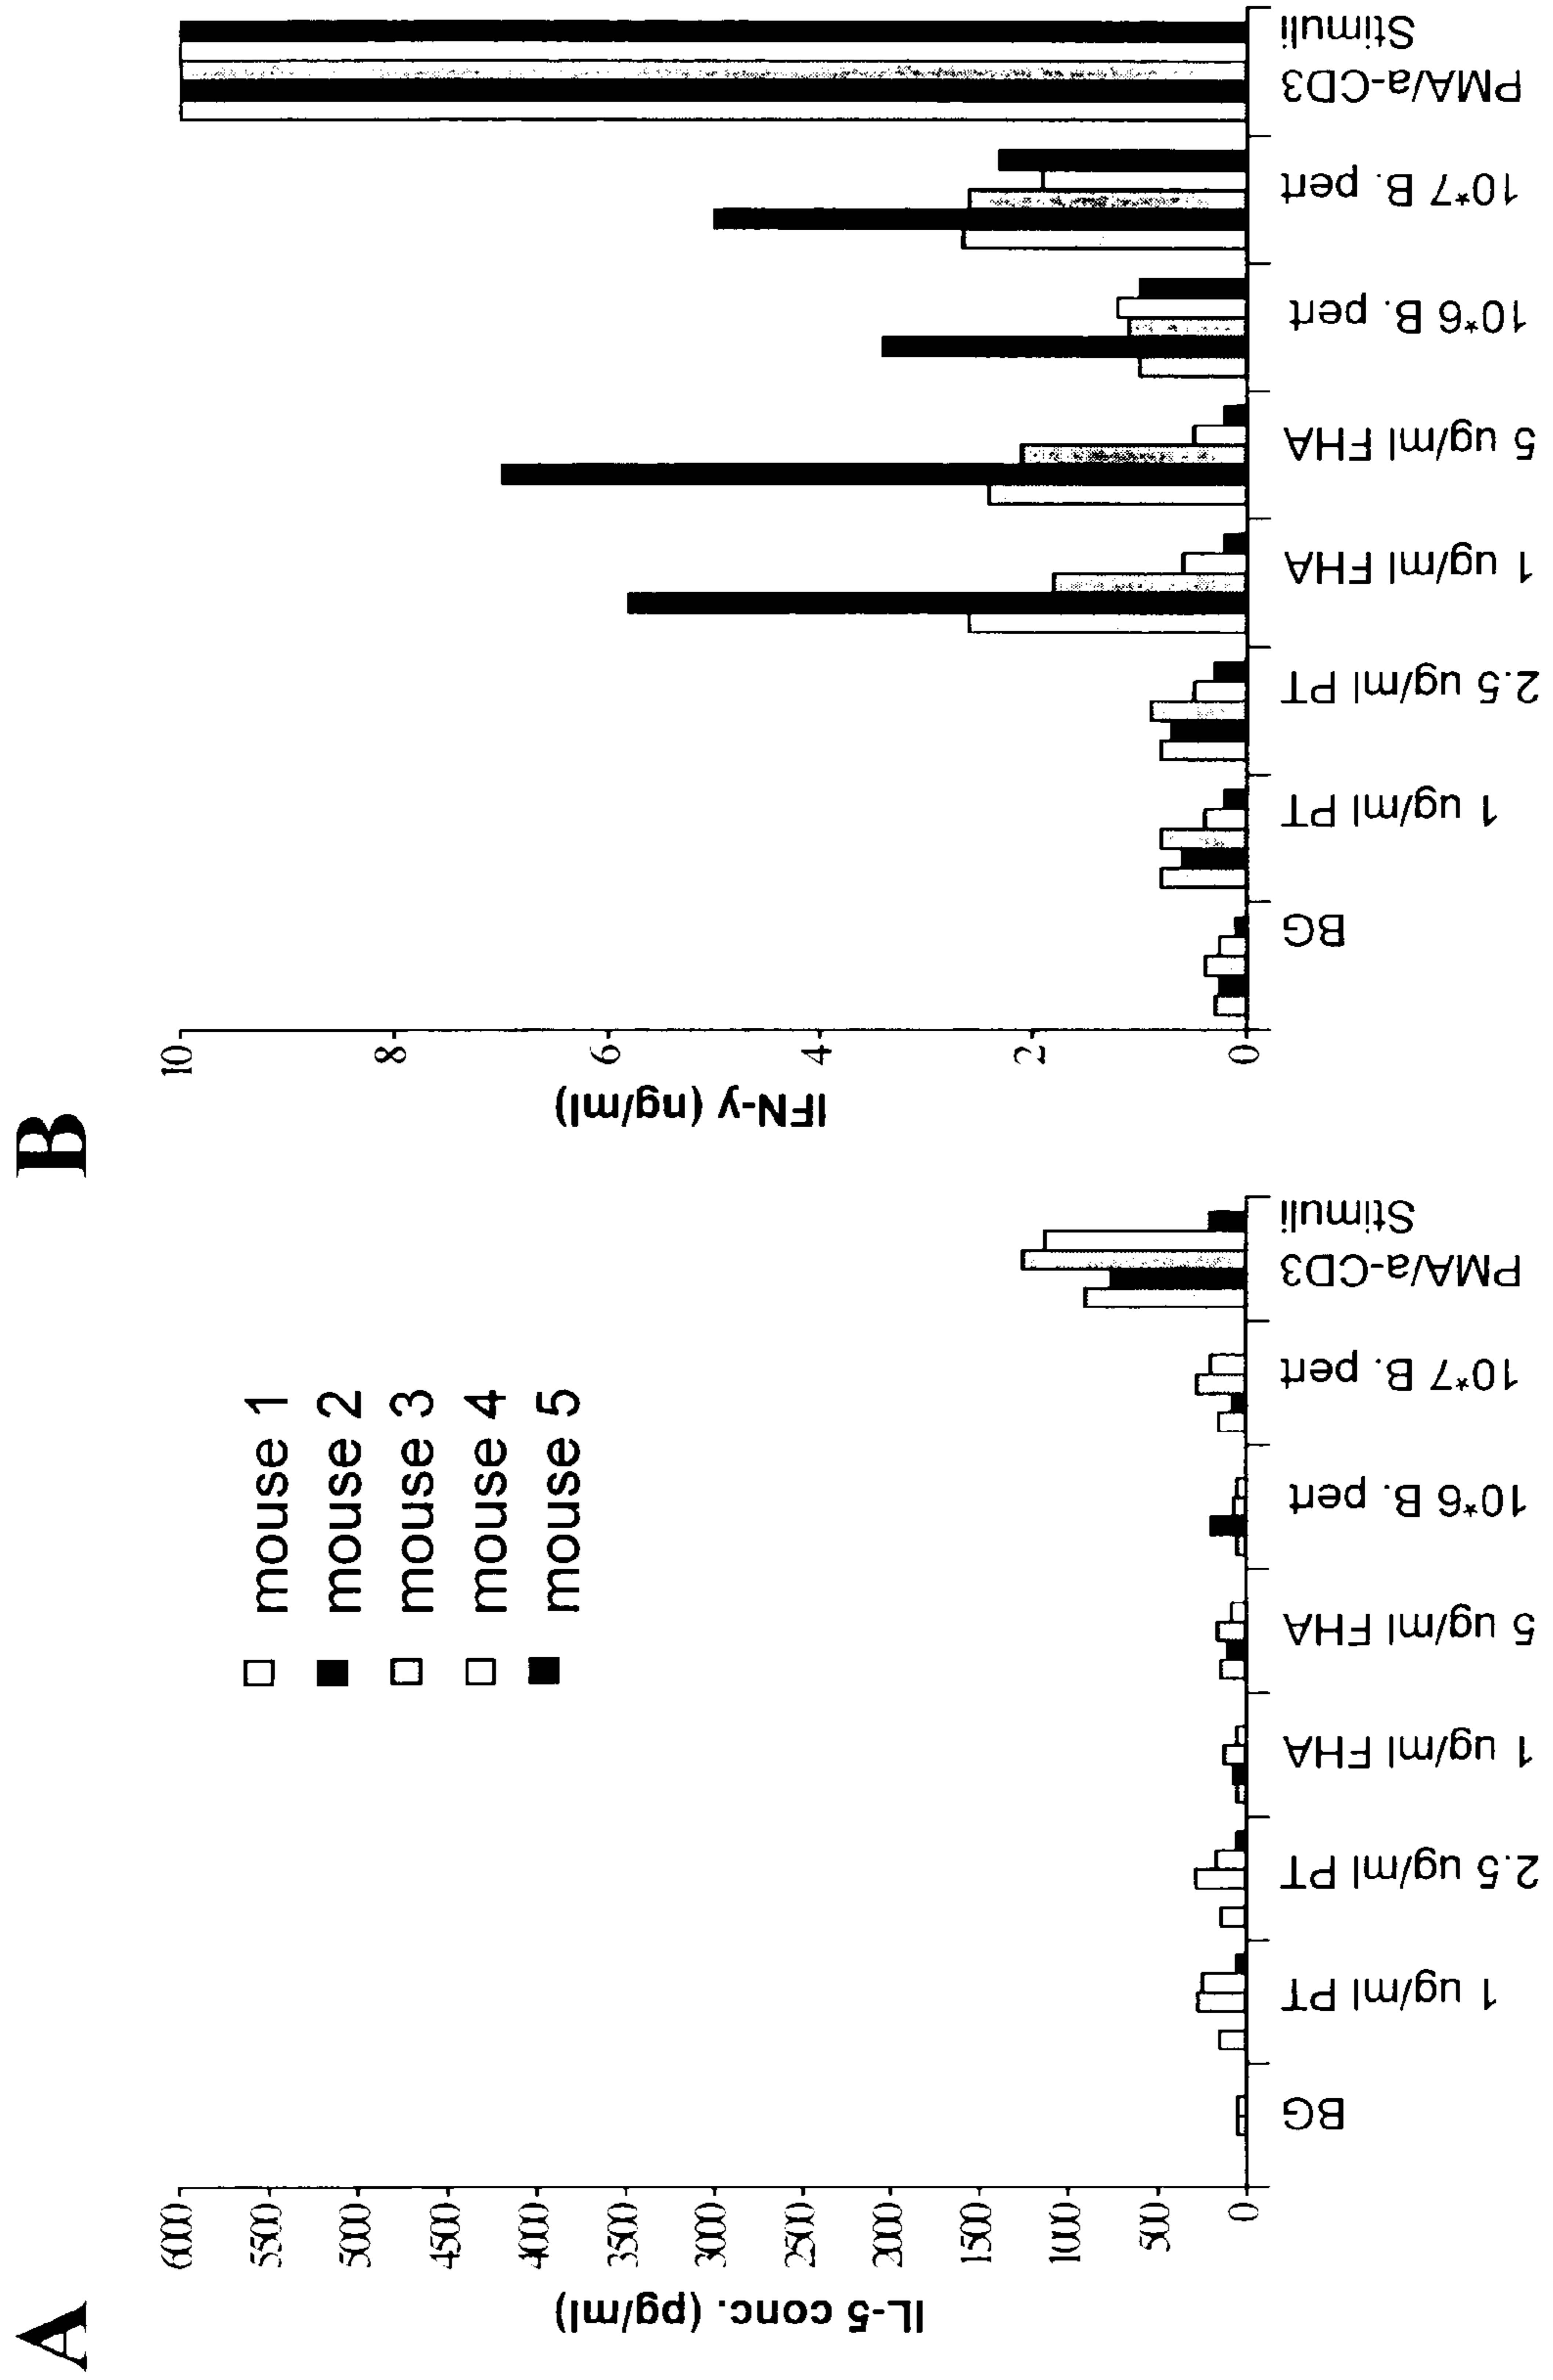 A
IL-5 conc. (pg/ml)
6000
5500
5000
4500
4000
3500
3000
2500
2000
1500
1000
500
0
mouse 1
mouse 2
mouse 3
mouse 4
mouse 5
BG
1 ug/ml PT
2.5 ug/ml PT
1 ug/ml FHA
5 ug/ml FHA
10*6 B. pert
10*7 B. pert
PMA/a-CD3
Stimuli
B
IFN-y (ng/ml)
10
8
6
4
2
0
BG
1 ug/ml PT
2.5 ug/ml PT
1 ug/ml FHA
5 ug/ml FHA
10*6 B. pert
10*7 B. pert
PMA/a-CD3
Stimuli